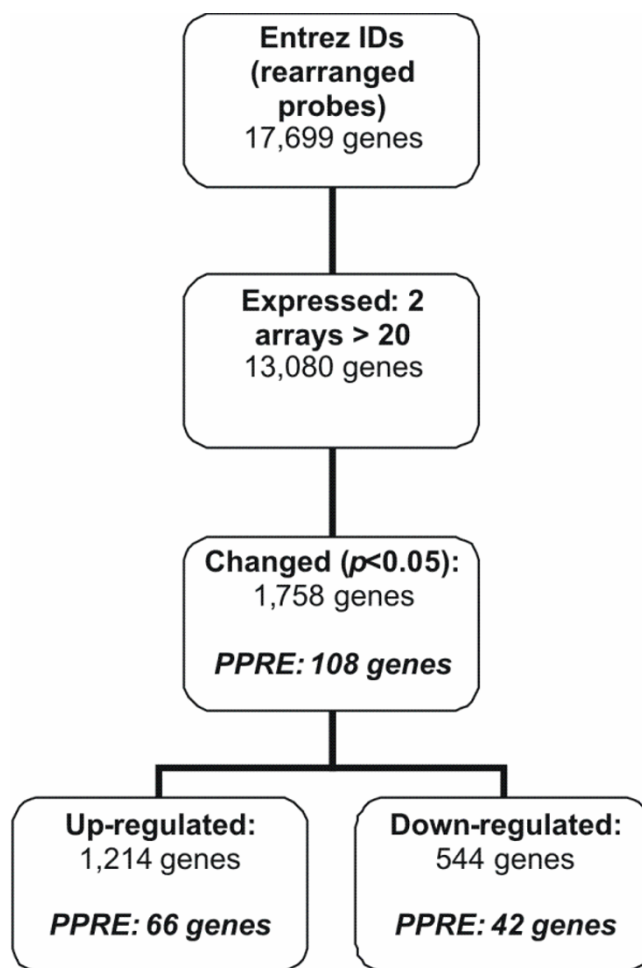 Entrez IDs
(rearranged
probes)
17,699 genes
Expressed: 2
arrays > 20
13,080 genes
Changed (p<0.05):
1,758 genes
PPRE: 108 genes
Up-regulated:
1,214 genes
PPRE: 66 genes
Down-regulated:
544 genes
PPRE: 42 genes